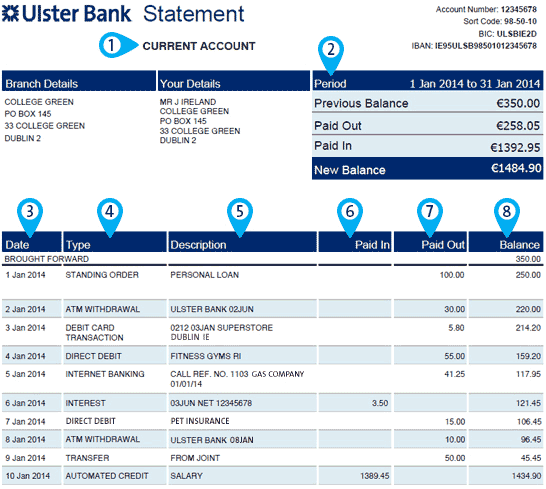 Ulster Bank Statement
Account Number: 12345678
Sort Code: 98-50-10
BIC: ULSBIE2D
IBAN: IE95ULSB98501012345678
1 CURRENT ACCOUNT
2
Branch Details
COLLEGE GREEN
PO BOX 145
33 COLLEGE GREEN
DUBLIN 2
Your Details
MR J IRELAND
COLLEGE GREEN
PO BOX 145
33 COLLEGE GREEN
DUBLIN 2
Period 1 Jan 2014 to 31 Jan 2014
Previous Balance €350.00
Paid Out €258.05
Paid In €1392.95
New Balance €1484.90
3 4 5 6 7 8
Date Type Description Paid In Paid Out Balance
BROUGHT FORWARD 350.00
1 Jan 2014 STANDING ORDER PERSONAL LOAN 100.00 250.00
2 Jan 2014 ATM WITHDRAWAL ULSTER BANK 02JUN 30.00 220.00
3 Jan 2014 DEBIT CARD 0212 03JAN SUPERSTORE 5.80 214.20
TRANSACTION DUBLIN IE
4 Jan 2014 DIRECT DEBIT FITNESS GYMS RI 55.00 159.20
5 Jan 2014 INTERNET BANKING CALL REF. NO. 1103 GAS COMPANY 41.25 117.95
01/01/14
6 Jan 2014 INTEREST 03JUN NET 12345678 3.50 121.45
7 Jan 2014 DIRECT DEBIT PET INSURANCE 15.00 106.45
8 Jan 2014 ATM WITHDRAWAL ULSTER BANK 08JAN 10.00 96.45
9 Jan 2014 TRANSFER FROM JOINT 50.00 45.45
10 Jan 2014 AUTOMATED CREDIT SALARY 1389.45 1434.90